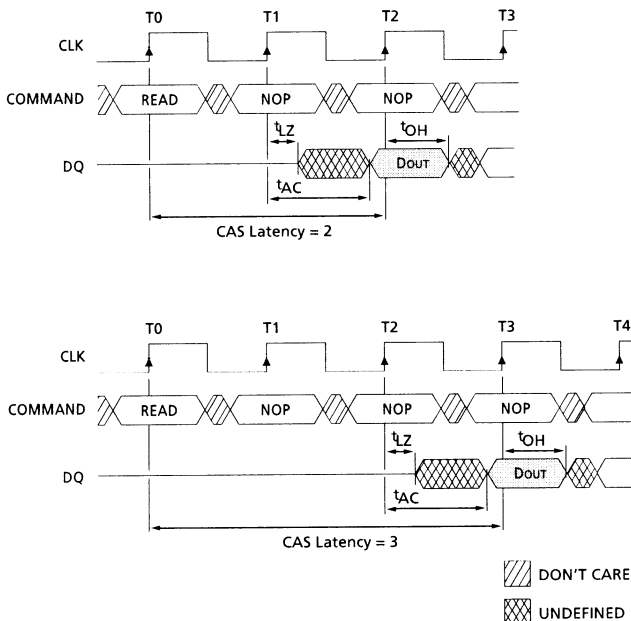 T0 T1 T2 T3
CLK
COMMAND READ NOP NOP
tLZ tOH
DQ DOUT
tAC
CAS Latency = 2
T0 T1 T2 T3 T4
CLK
COMMAND READ NOP NOP NOP
tLZ tOH
DQ DOUT
tAC
CAS Latency = 3
DON'T CARE
UNDEFINED